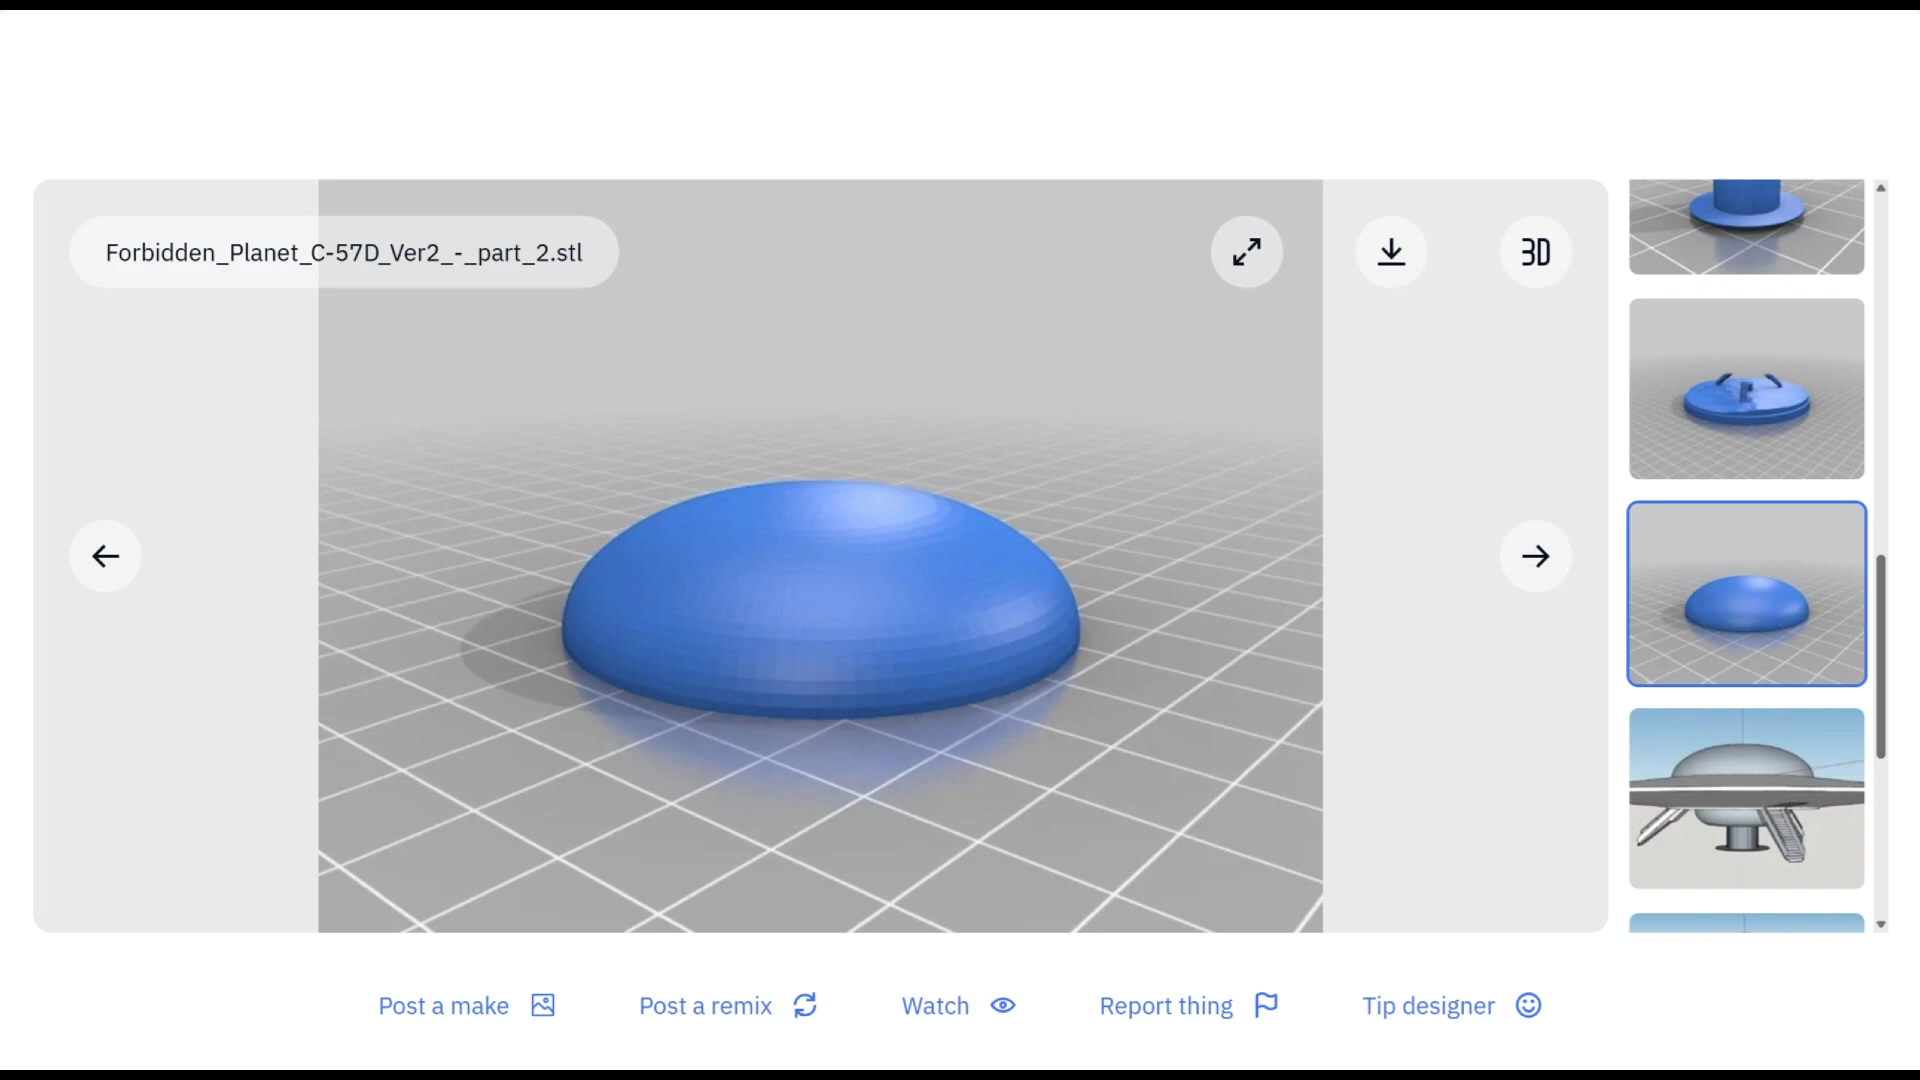 Forbidden_Planet_C-57D_Ver2_-_part_2.stl
3D
Post a make
Post a remix
Watch
Report thing
Tip designer